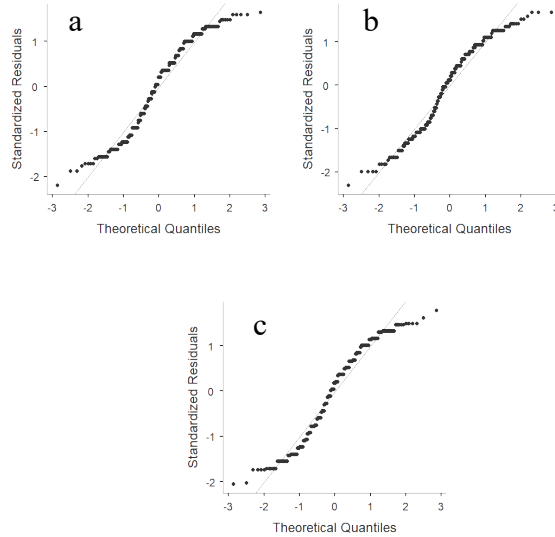 a
Standardized Residuals
1
0
-1
-2
-3 -2 -1 0 1 2 3
Theoretical Quantiles
b
Standardized Residuals
1
0
-1
-2
-3 -2 -1 0 1 2 3
Theoretical Quantiles
c
Standardized Residuals
1
0
-1
-2
-3 -2 -1 0 1 2 3
Theoretical Quantiles